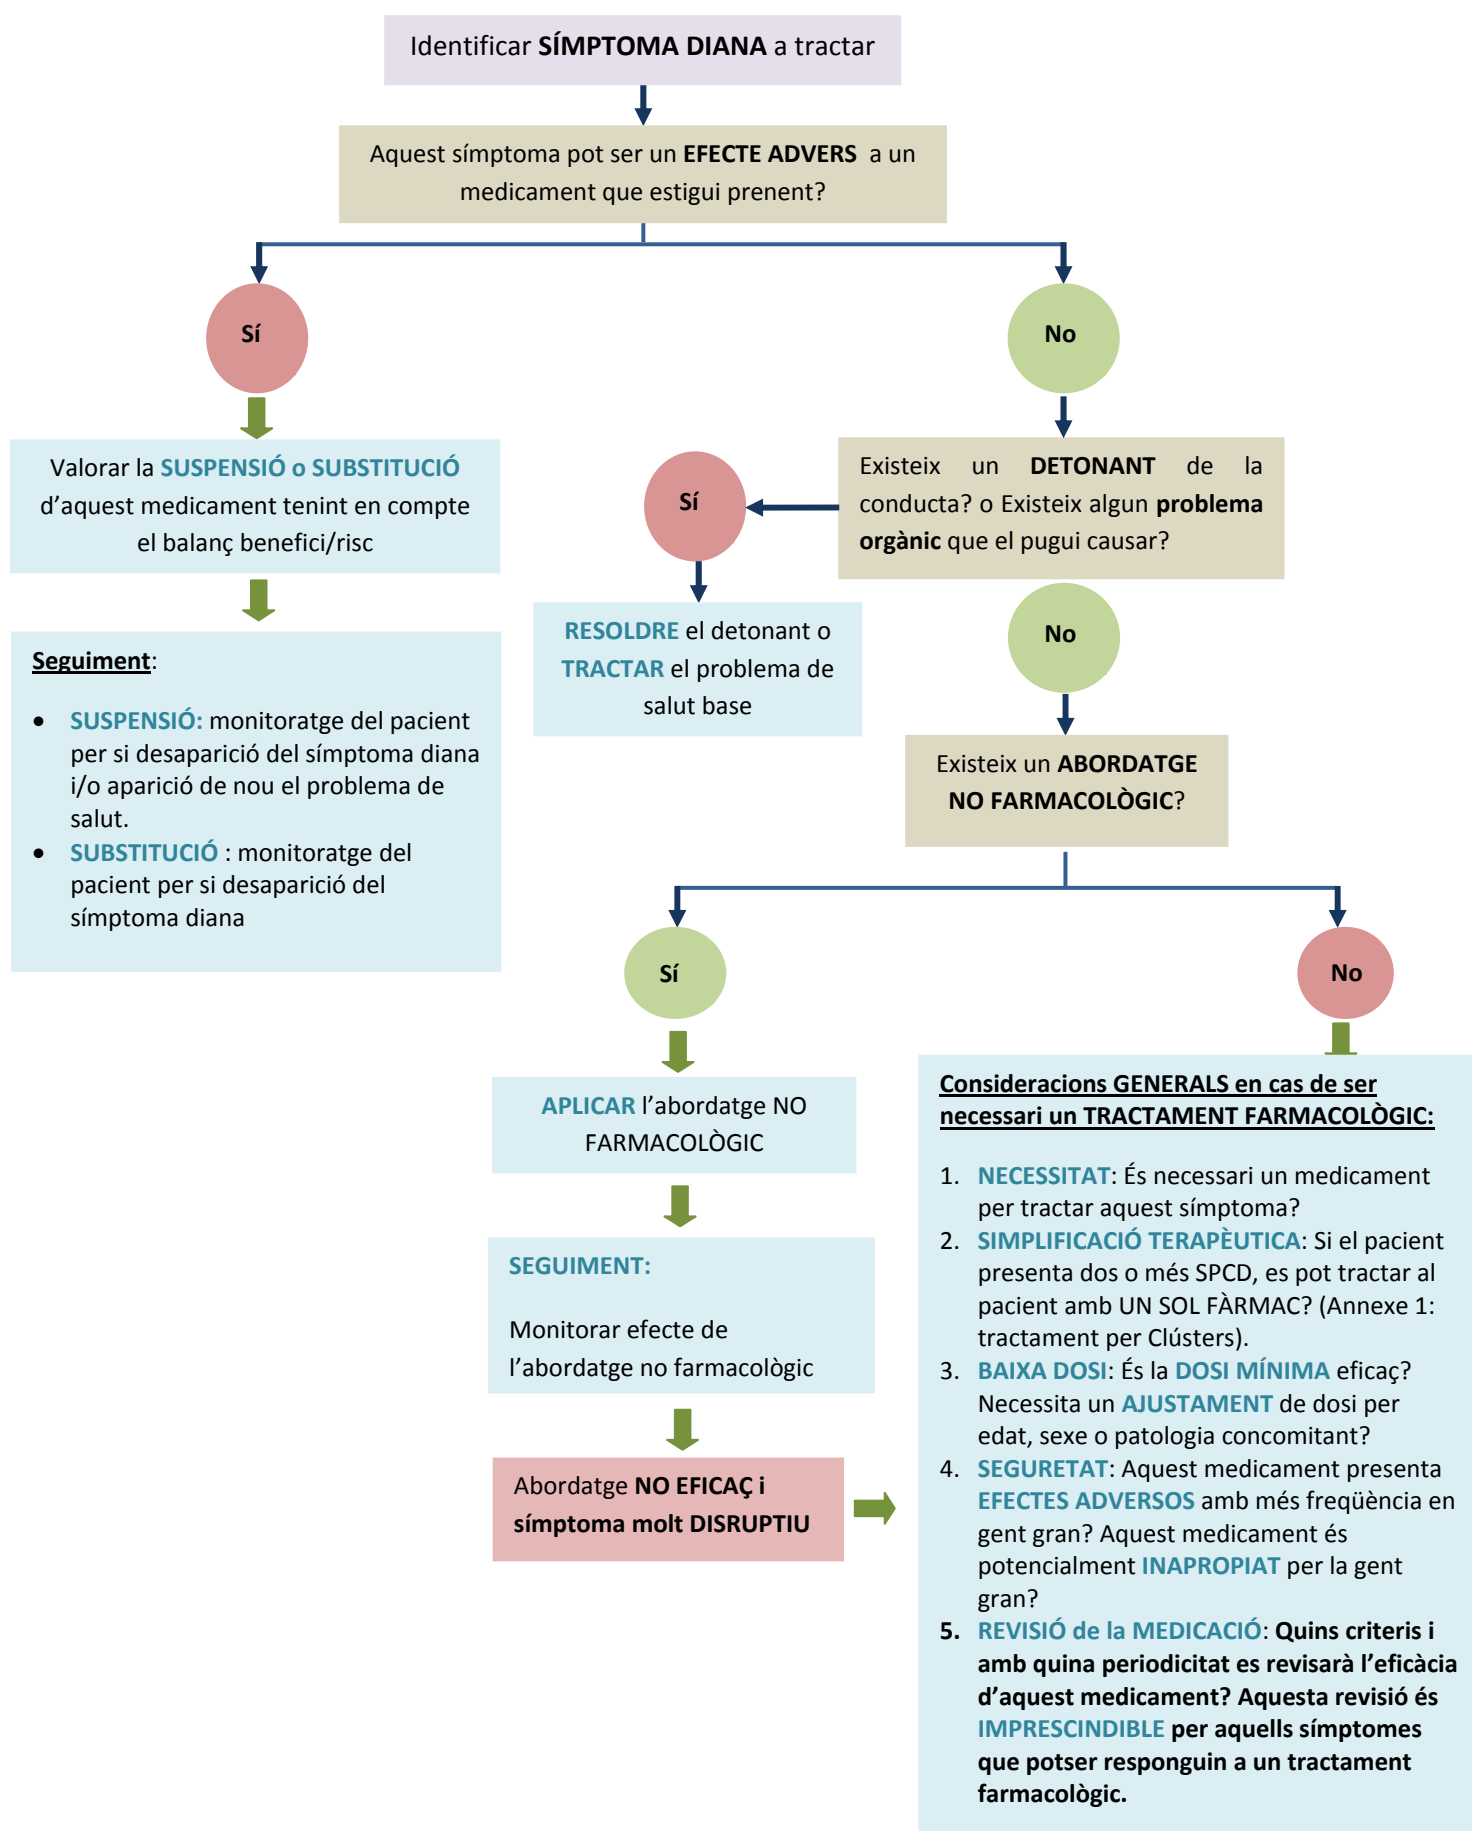 Identificar SÍMPTOMA DIANA a tractar
Aquest símptoma pot ser un EFECTE ADVERS a un
medicament que estigui prenent?
Sí
No
Valorar la SUSPENSIÓ o SUBSTITUCIÓ
d'aquest medicament tenint en compte
el balanç benefici/risc
Sí
Existeix un DETONANT de la
conducta? o Existeix algun problema
orgànic que el pugui causar?
Seguiment:
• SUSPENSIÓ: monitoratge del pacient
per si desaparició del símptoma diana
i/o aparició de nou el problema de
salut.
• SUBSTITUCIÓ : monitoratge del
pacient per si desaparició del
símptoma diana
RESOLDRE el detonant o
TRACTAR el problema de
salut base
No
Existeix un ABORDATGE
NO FARMACOLÒGIC?
Sí
No
APLICAR l'abordatge NO
FARMACOLÒGIC
SEGUIMENT:
Monitorar efecte de
l'abordatge no farmacològic
Abordatge NO EFICAÇ i
símptoma molt DISRUPTIU
Consideracions GENERALS en cas de ser
necessari un TRACTAMENT FARMACOLÒGIC:
1. NECESSITAT: És necessari un medicament
per tractar aquest símptoma?
2. SIMPLIFICACIÓ TERAPÈUTICA: Si el pacient
presenta dos o més SPCD, es pot tractar al
pacient amb UN SOL FÀRMAC? (Annexe 1:
tractament per Clústers).
3. BAIXA DOSI: És la DOSI MÍNIMA eficaç?
Necessita un AJUSTAMENT de dosi per
edat, sexe o patologia concomitant?
4. SEGURETAT: Aquest medicament presenta
EFECTES ADVERSOS amb més freqüència en
gent gran? Aquest medicament és
potencialment INAPROPIAT per la gent
gran?
5. REVISIÓ de la MEDICACIÓ: Quins criteris i
amb quina periodicitat es revisarà l'eficàcia
d'aquest medicament? Aquesta revisió és
IMPRESCINDIBLE per aquells símptomes
que potser responguin a un tractament
farmacològic.